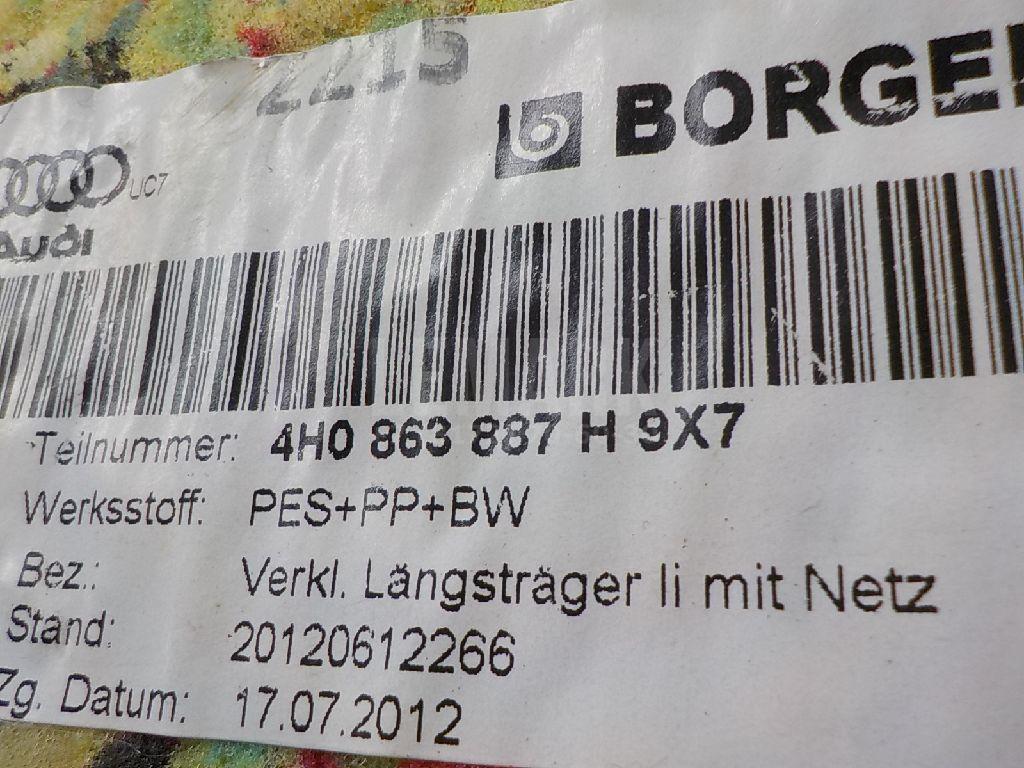 2215
BORGE
UC7
Audi
Teilnummer: 4H0 863 887 H 9X7
Werksstoff: PES+PP+BW
Bez.: Verkl. Längsträger li mit Netz
Stand: 20120612266
Zg. Datum: 17.07.2012